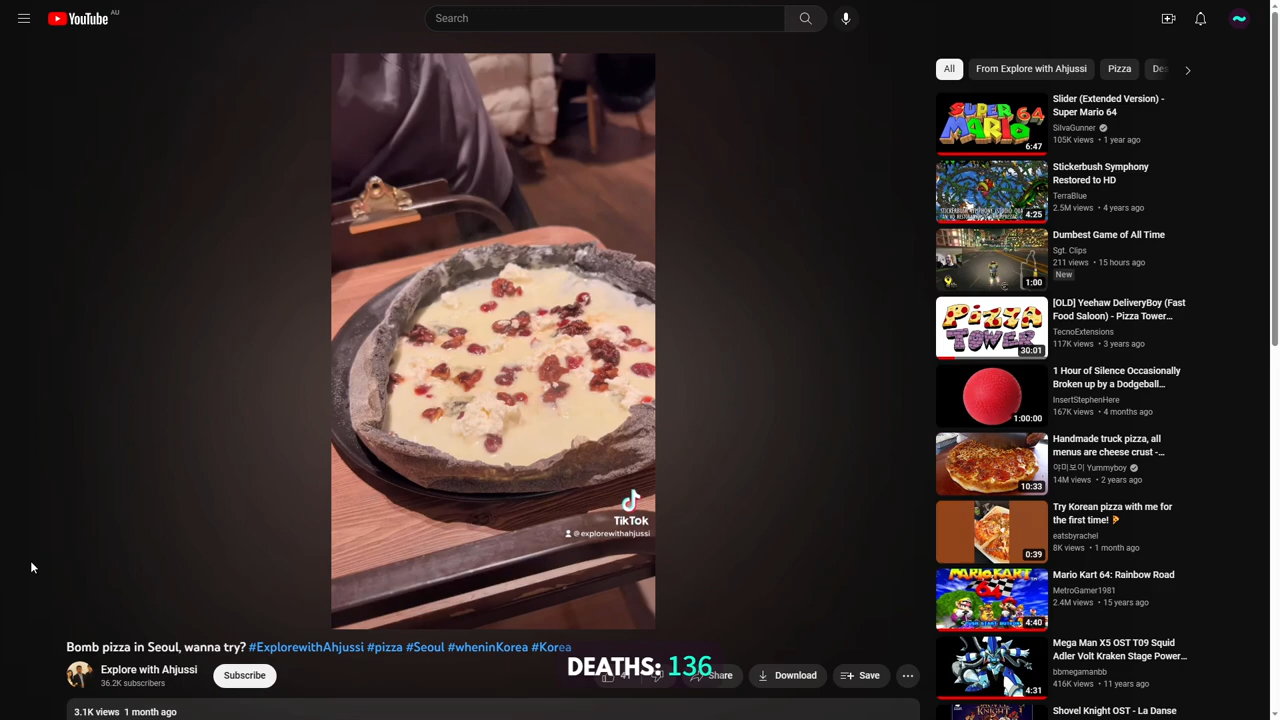 YouTube AU
Search
All
From Explore with Ahjussi
Pizza
Slider (Extended Version) -
Super Mario 64
SilvaGunner
105K views • 1 year ago
SUPER
MARIO 64
6:47
Stickerbush Symphony
Restored to HD
TerraBlue
2.5M views • 4 years ago
4:25
Dumbest Game of All Time
Sgt. Clips
211 views • 15 hours ago
New
1:00
[OLD] Yeehaw DeliveryBoy (Fast
Food Saloon) - Pizza Tower…
TecnoExtensions
117K views • 3 years ago
PIZZA
TOWER
30:01
1 Hour of Silence Occasionally
Broken up by a Dodgeball…
InsertStephenHere
167K views • 4 months ago
1:00:00
Handmade truck pizza, all
menus are cheese crust -…
야미보이 Yummyboy
14M views • 2 years ago
10:33
Try Korean pizza with me for
the first time! 🍕
eatsbyrachel
8K views • 1 month ago
0:39
Mario Kart 64: Rainbow Road
MetroGamer1981
2.4M views • 15 years ago
MARIO KART
64
4:40
Mega Man X5 OST T09 Squid
Adler Volt Kraken Stage Power…
bbmegaman
416K views • 11 years ago
4:31
Shovel Knight OST - La Danse
TikTok
@explorewithahjussi
Bomb pizza in Seoul, wanna try? #ExplorewithAhjussi #pizza #Seoul #wheninKorea #Korea
Explore with Ahjussi
36.2K subscribers
Subscribe
DEATHS: 136
Share
Download
Save
3.1K views 1 month ago